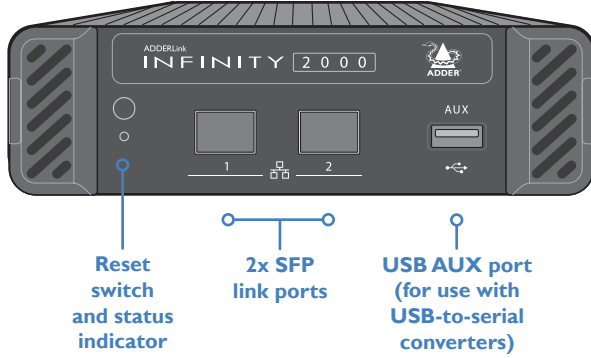 ADDERLink
INFINITY 2000
ADDER
AUX
1
2
Reset
switch
and status
indicator
2x SFP
link ports
USB AUX port
(for use with
USB-to-serial
converters)